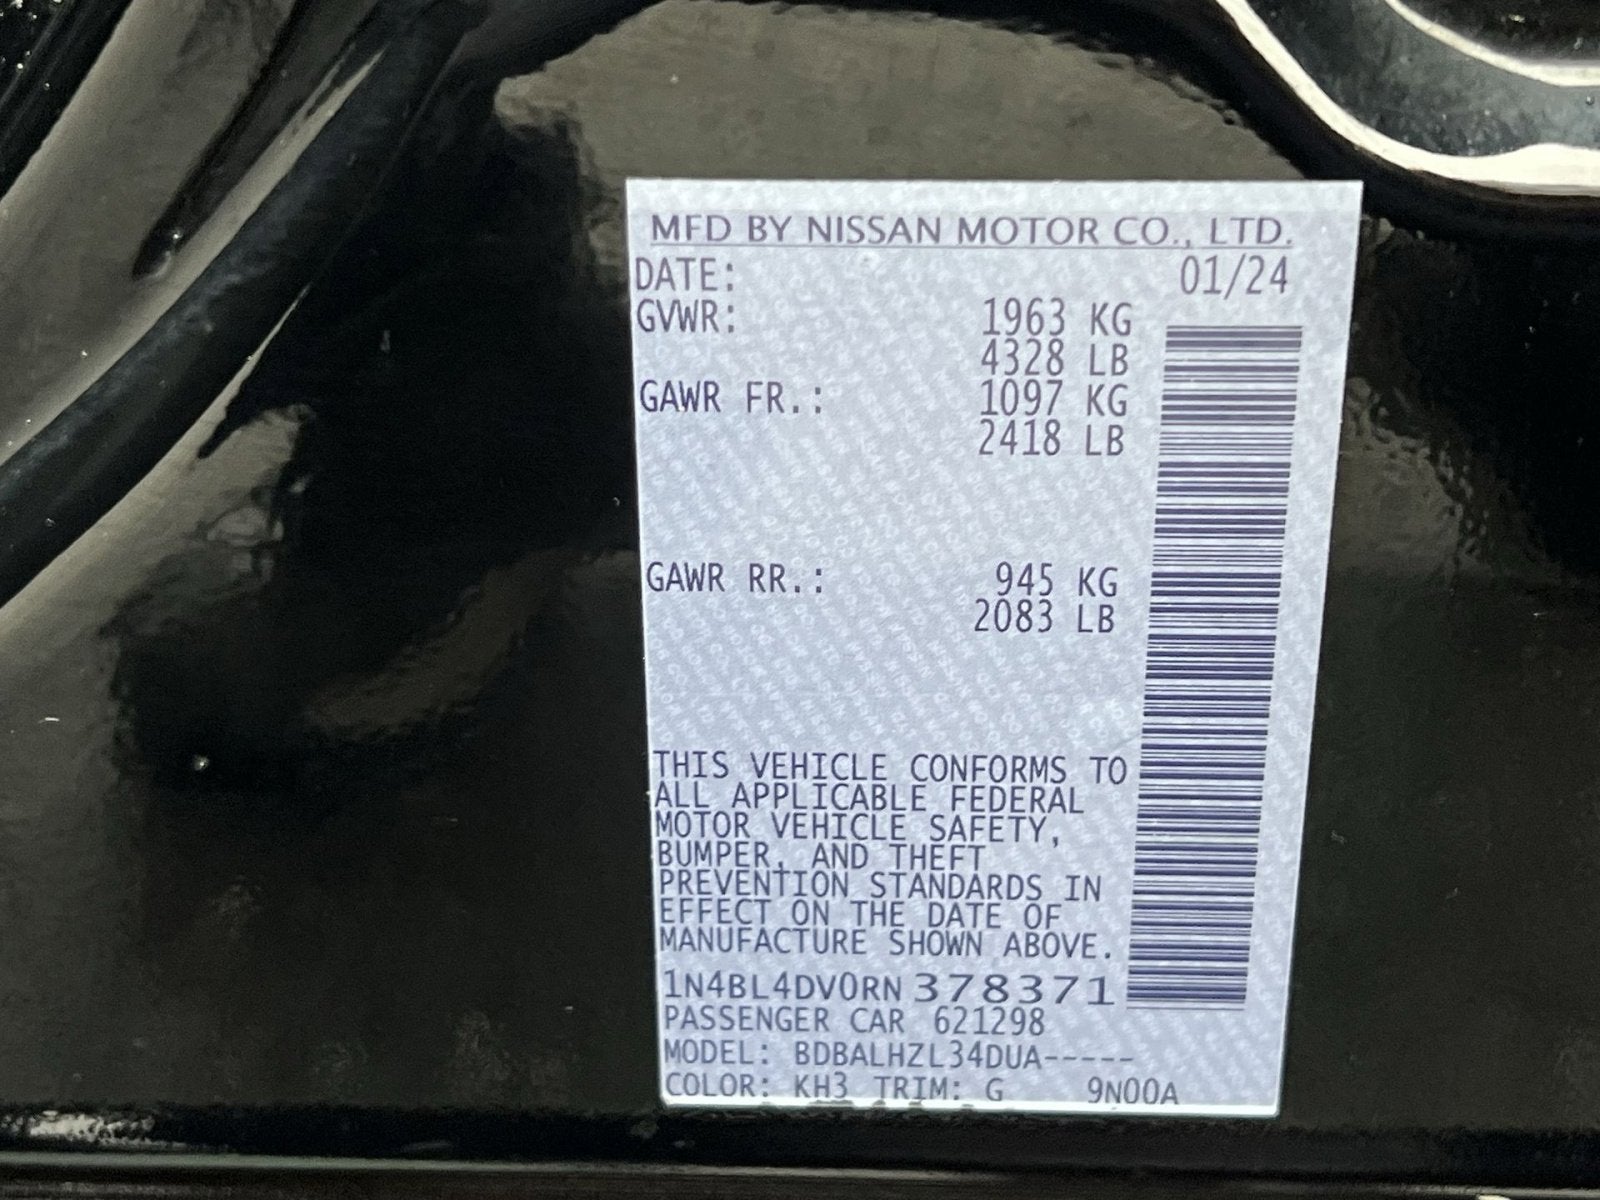 MFD BY NISSAN MOTOR CO., LTD.
DATE: 01/24
GVWR: 1963 KG
4328 LB
GAWR FR.: 1097 KG
2418 LB
GAWR RR.: 945 KG
2083 LB
THIS VEHICLE CONFORMS TO
ALL APPLICABLE FEDERAL
MOTOR VEHICLE SAFETY,
BUMPER, AND THEFT
PREVENTION STANDARDS IN
EFFECT ON THE DATE OF
MANUFACTURE SHOWN ABOVE.
1N4BL4DV0RN 378371
PASSENGER CAR 621298
MODEL: BDBALHZL34DUA-----
COLOR: KH3 TRIM: G 9N00A